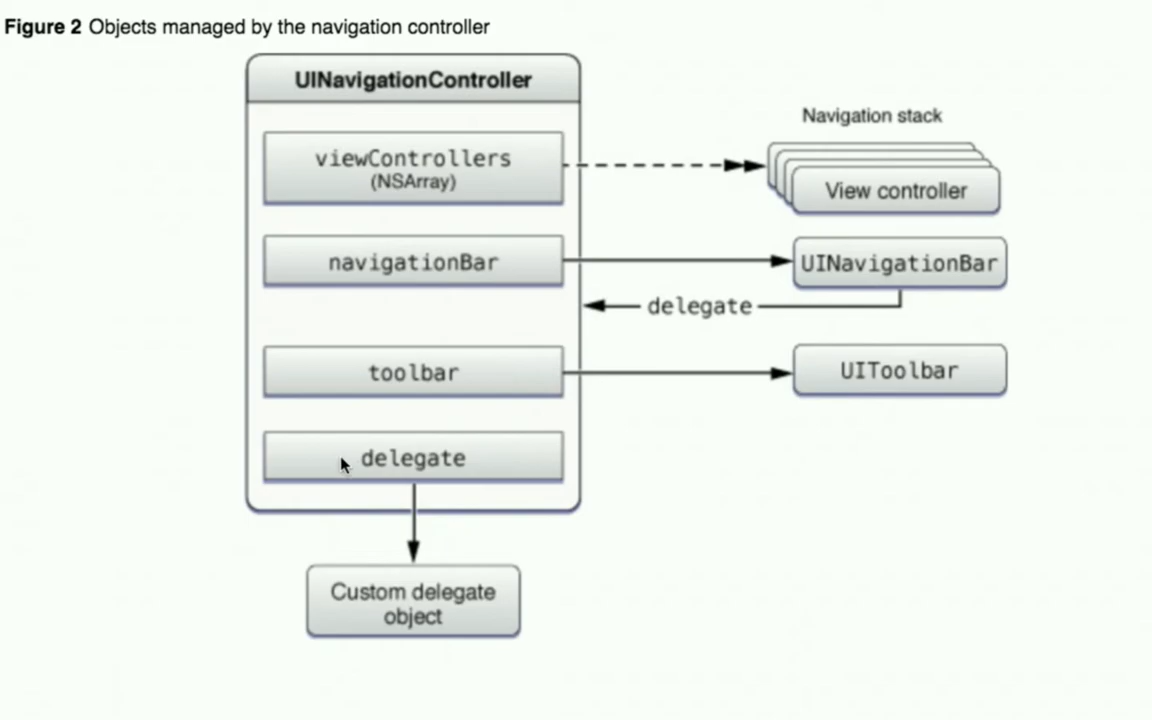 Figure 2 Objects managed by the navigation controller
UINavigationController
Navigation stack
viewControllers
(NSArray)
View controller
navigationBar
UINavigationBar
delegate
toolbar
UIToolbar
delegate
Custom delegate
object